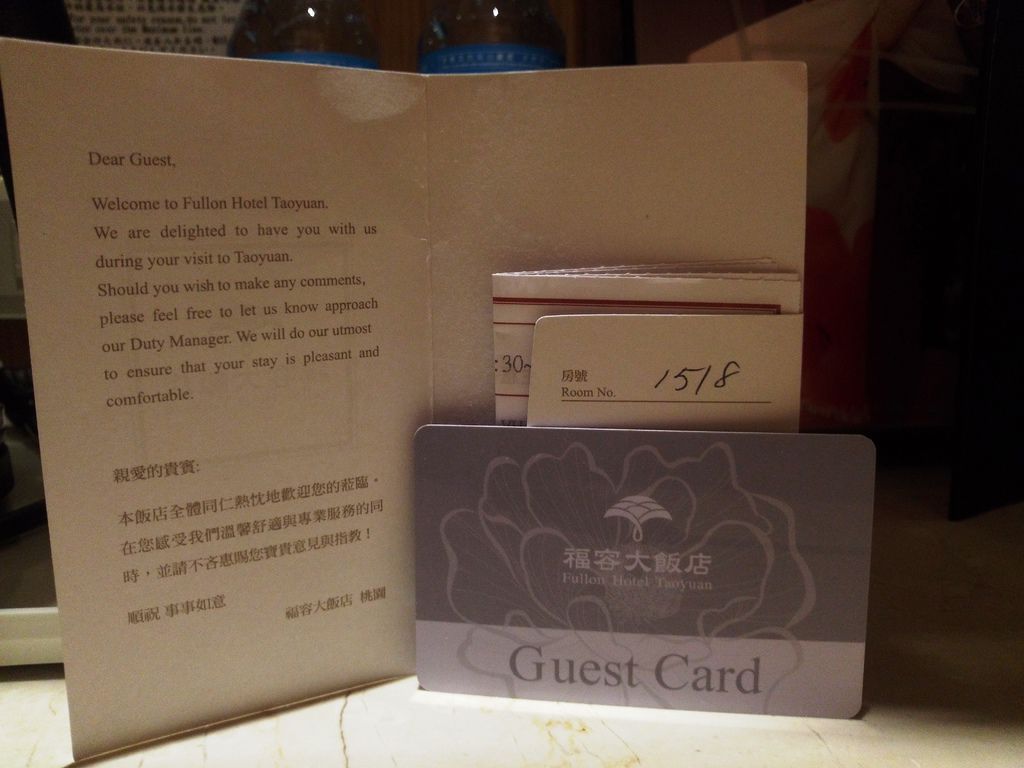 Dear Guest,
Welcome to Fullon Hotel Taoyuan.
We are delighted to have you with us
during your visit to Taoyuan.
Should you wish to make any comments,
please feel free to let us know approach
our Duty Manager. We will do our utmost
to ensure that your stay is pleasant and
comfortable.
親愛的貴賓:
本飯店全體同仁熱忱地歡迎您的蒞臨。
在您感受我們溫馨舒適與專業服務的同
時，並請不吝惠賜您寶貴意見與指教！
順祝 事事如意
福容大飯店 桃園
:30~
房號
Room No. 1518
福容大飯店
Fullon Hotel Taoyuan
Guest Card